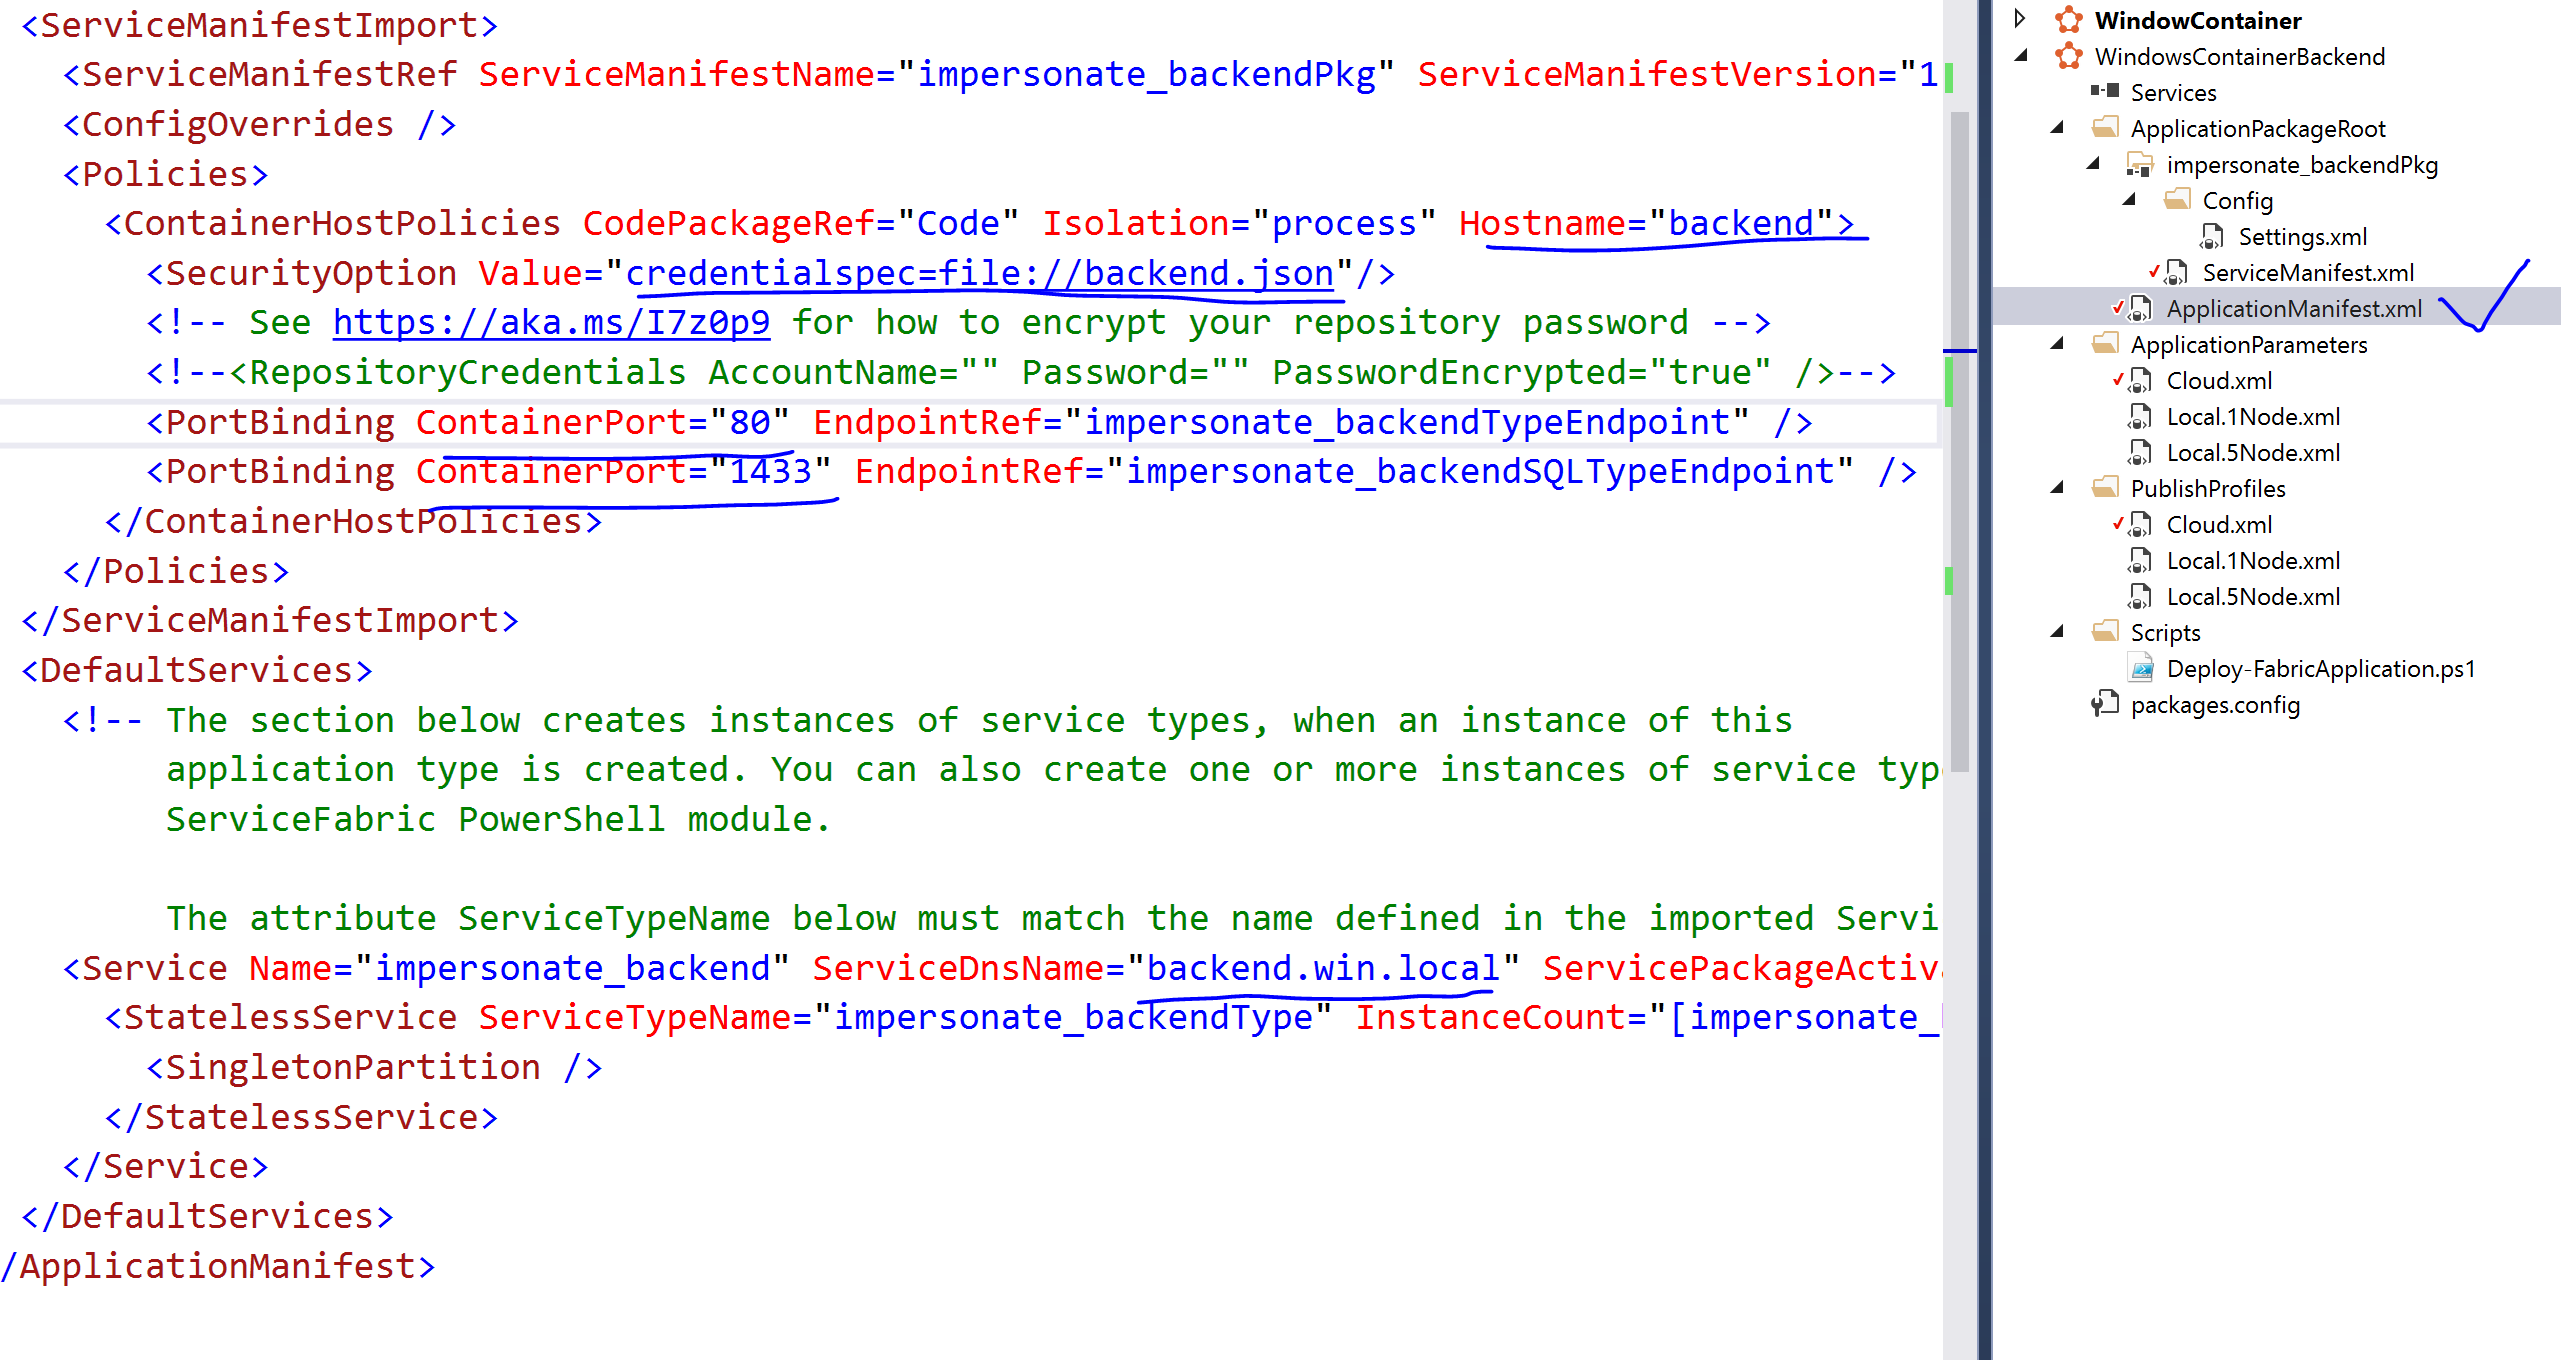 <ServiceManifestImport>
<ServiceManifestRef ServiceManifestName="impersonate_backendPkg" ServiceManifestVersion="1
<ConfigOverrides />
<Policies>
<ContainerHostPolicies CodePackageRef="Code" Isolation="process" Hostname="backend">
<SecurityOption Value="credentialspec=file://backend.json"/>
<!-- See https://aka.ms/I7z0p9 for how to encrypt your repository password -->
<!--<RepositoryCredentials AccountName="" Password="" PasswordEncrypted="true" />-->
<PortBinding ContainerPort="80" EndpointRef="impersonate_backendTypeEndpoint" />
<PortBinding ContainerPort="1433" EndpointRef="impersonate_backendSQLTypeEndpoint" />
</ContainerHostPolicies>
</Policies>
</ServiceManifestImport>
<DefaultServices>
<!-- The section below creates instances of service types, when an instance of this
application type is created. You can also create one or more instances of service typ
ServiceFabric PowerShell module.
The attribute ServiceTypeName below must match the name defined in the imported Servi
<Service Name="impersonate_backend" ServiceDnsName="backend.win.local" ServicePackageActiv
<StatelessService ServiceTypeName="impersonate_backendType" InstanceCount="[impersonate_
<SingletonPartition />
</StatelessService>
</Service>
</DefaultServices>
/ApplicationManifest>
WindowContainer
WindowsContainerBackend
Services
ApplicationPackageRoot
impersonate_backendPkg
Config
Settings.xml
ServiceManifest.xml
ApplicationManifest.xml
ApplicationParameters
Cloud.xml
Local.1Node.xml
Local.5Node.xml
PublishProfiles
Cloud.xml
Local.1Node.xml
Local.5Node.xml
Scripts
Deploy-FabricApplication.ps1
packages.config